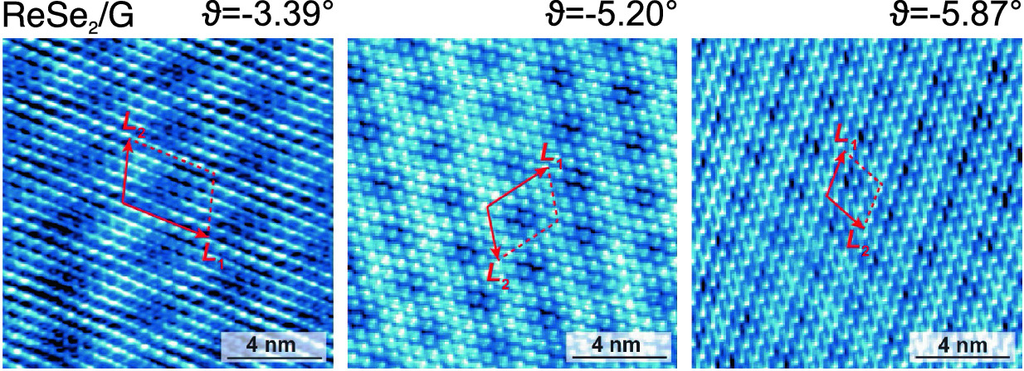 ReSe₂/G ϑ=-3.39° ϑ=-5.20° ϑ=-5.87°
L₂
L₁
4 nm
L₁
L₂
4 nm
L₁
L₂
4 nm